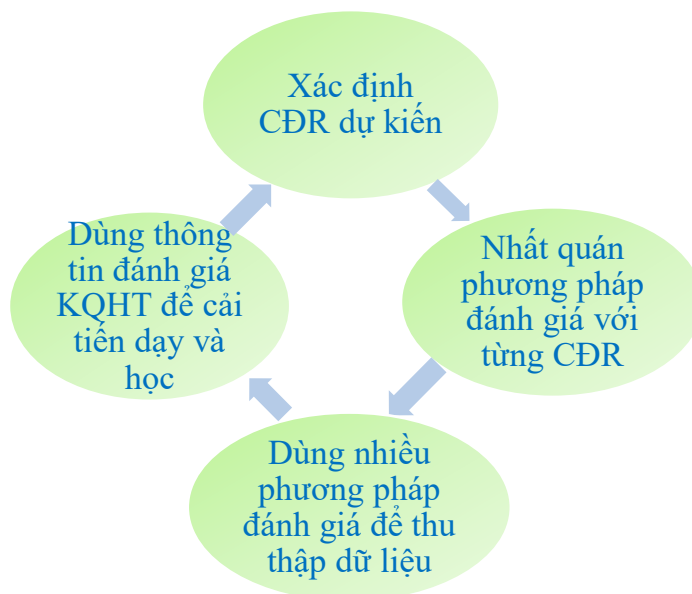 Xác định
CĐR dự kiến
Nhất quán
phương pháp
đánh giá với
từng CĐR
Dùng nhiều
phương pháp
đánh giá để thu
thập dữ liệu
Dùng thông
tin đánh giá
KQHT để cải
tiến dạy và
học